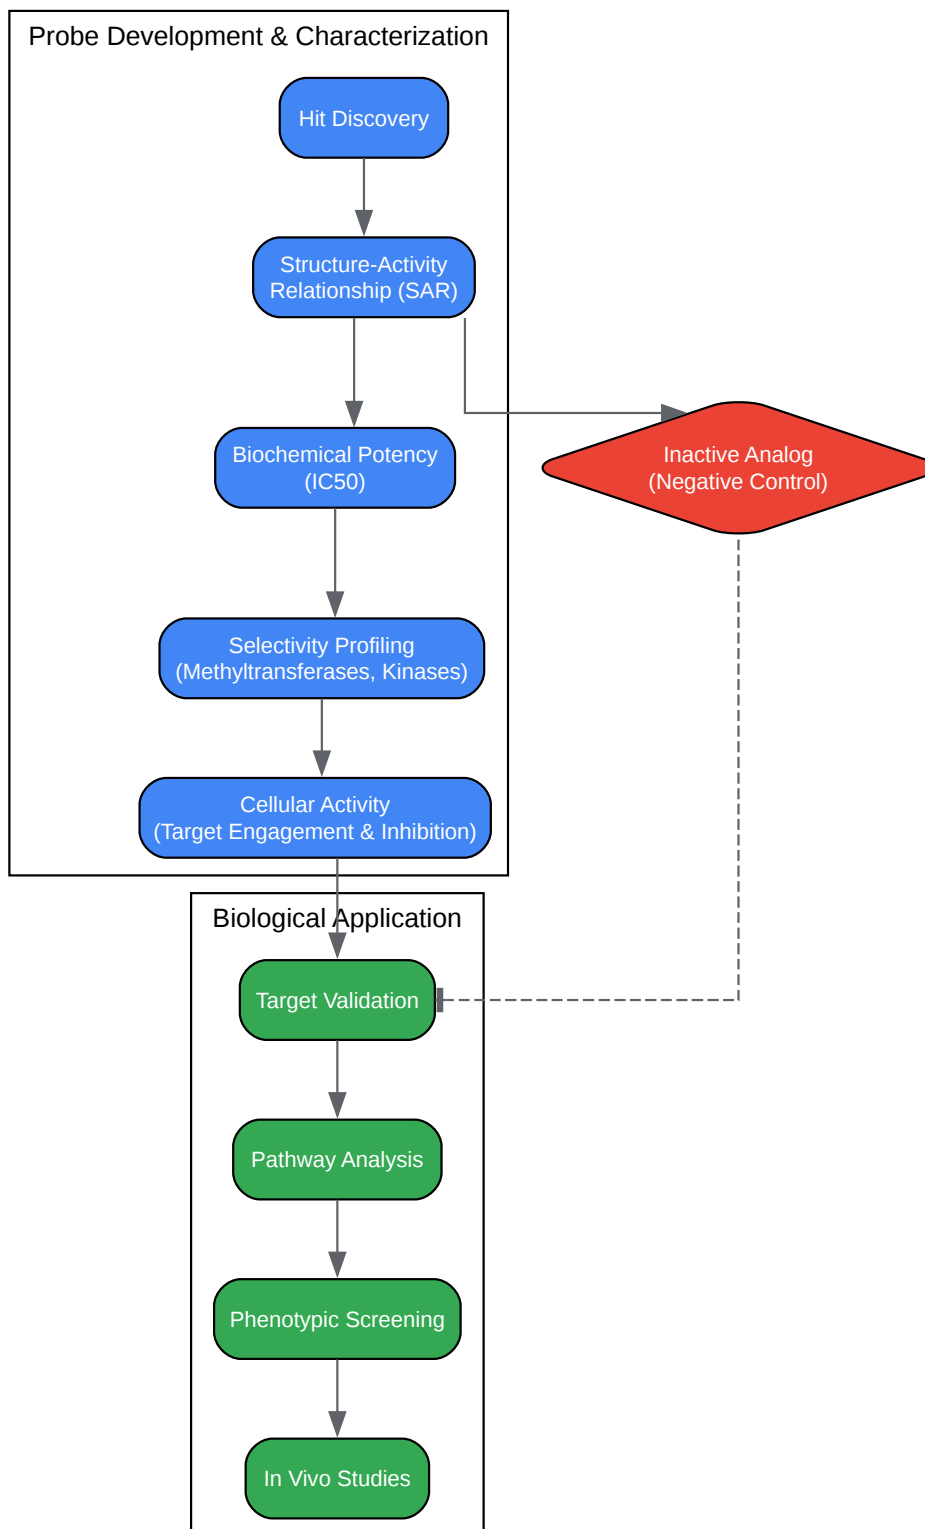 Probe Development & Characterization
Hit Discovery
Structure-Activity
Relationship (SAR)
Biochemical Potency
(IC50)
Inactive Analog
(Negative Control)
Selectivity Profiling
(Methyltransferases, Kinases)
Cellular Activity
(Target Engagement & Inhibition)
Biological Application
Target Validation
Pathway Analysis
Phenotypic Screening
In Vivo Studies